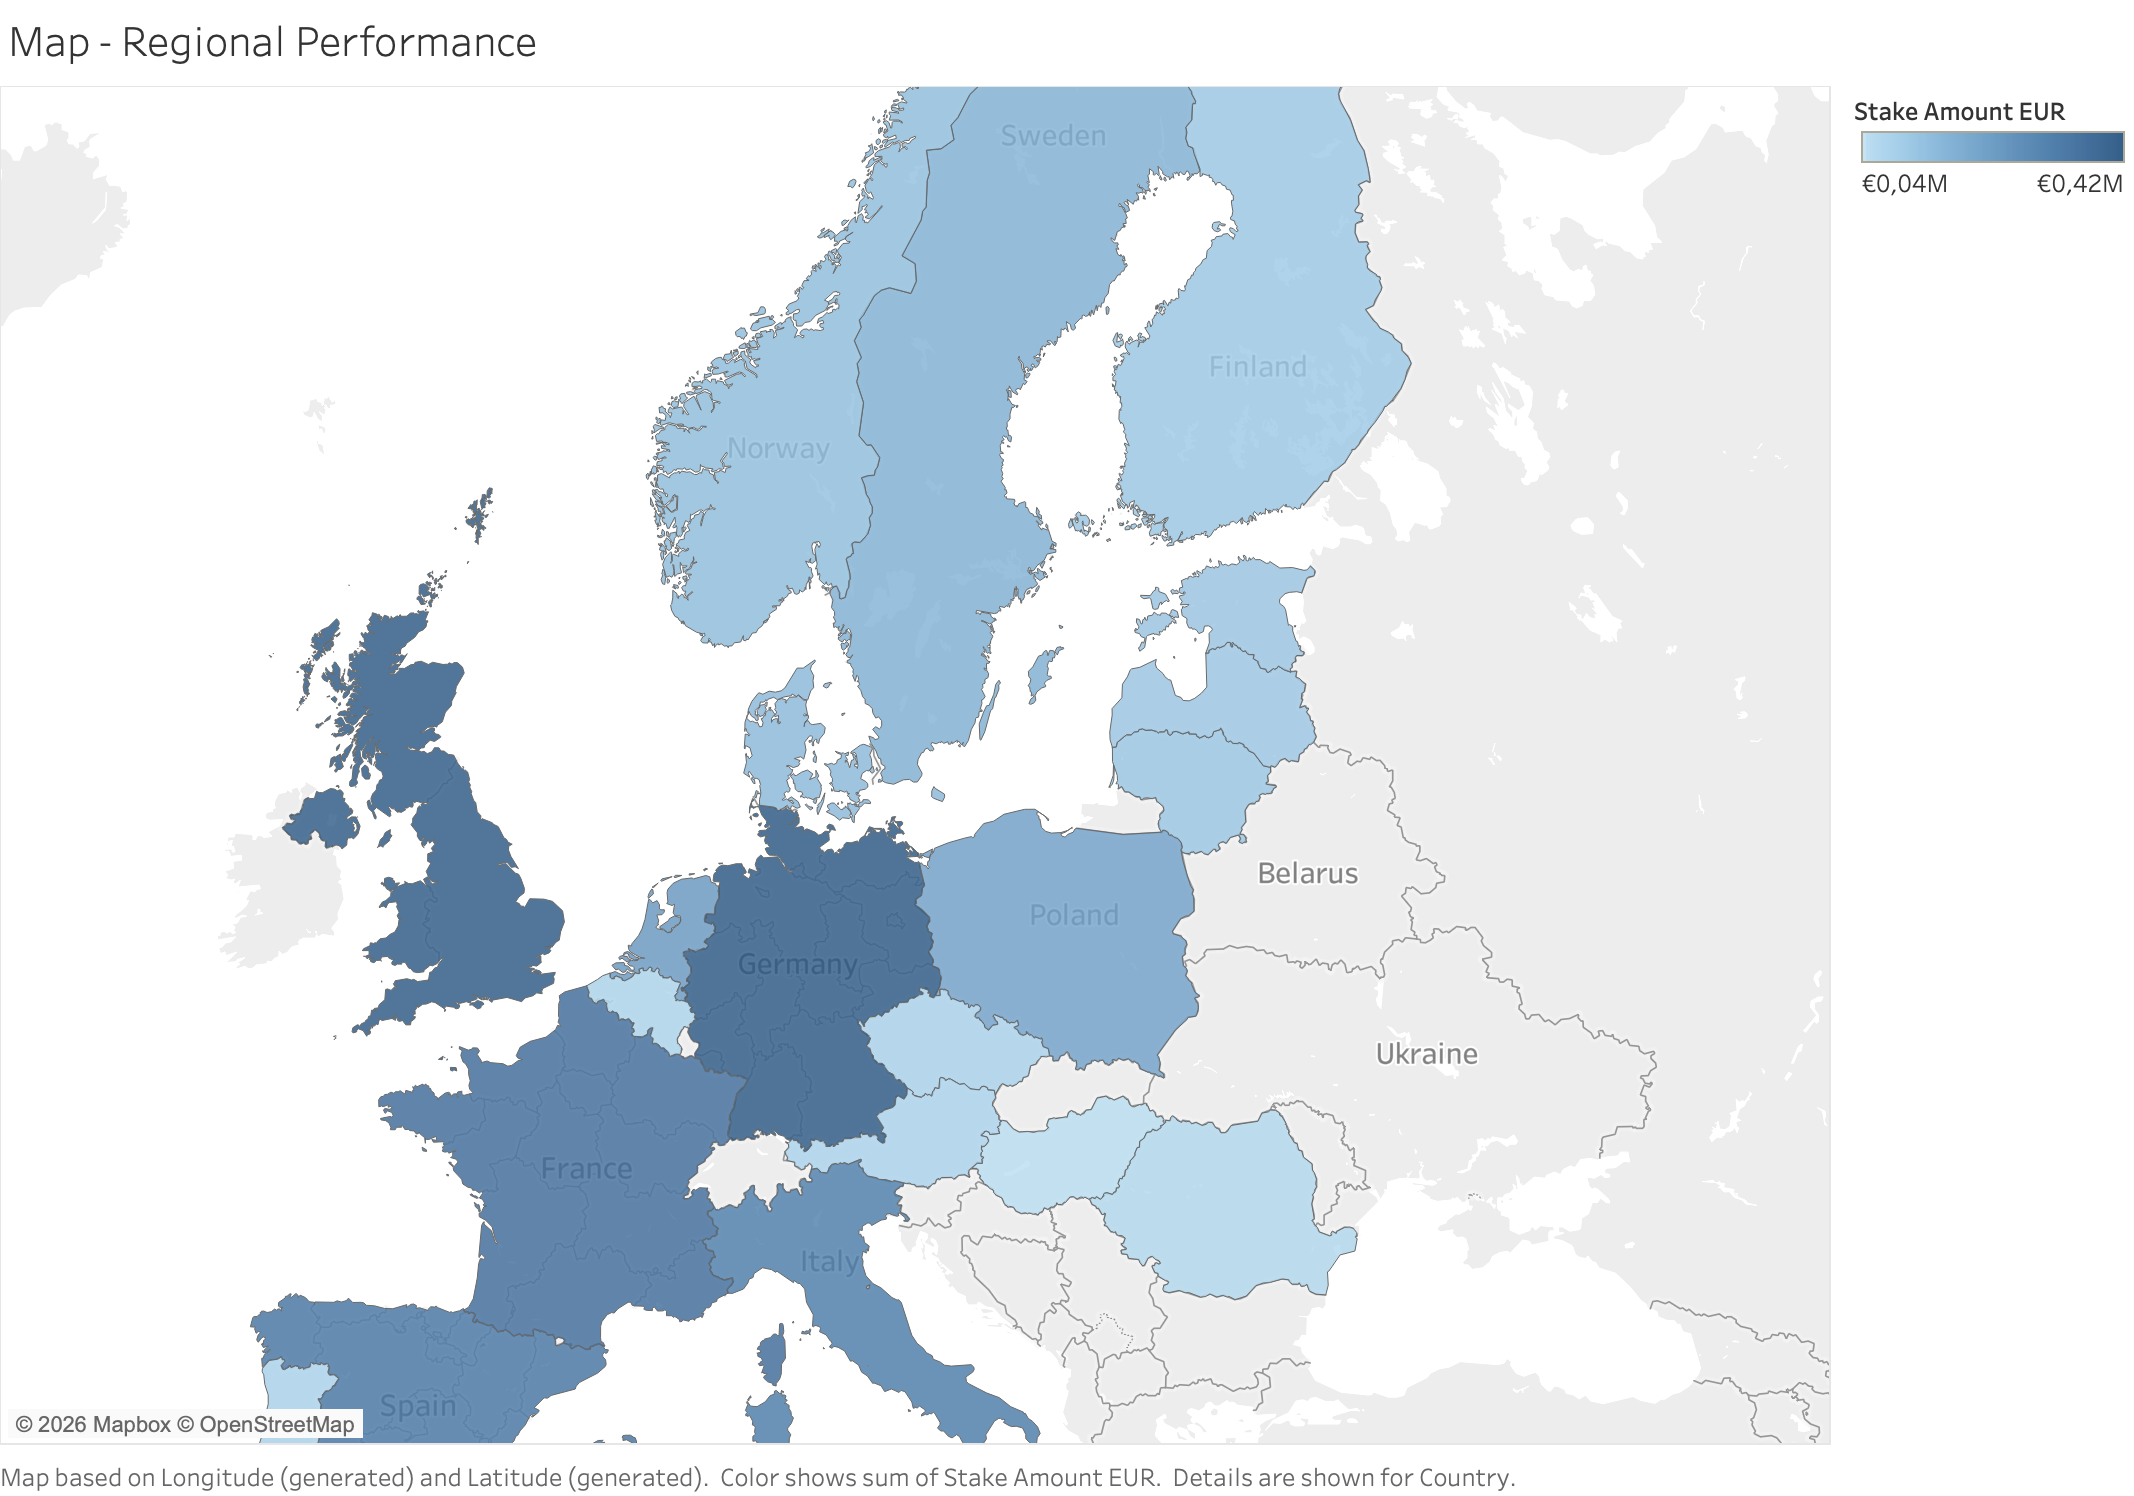 Map - Regional Performance
Stake Amount EUR
€0,04M €0,42M
Sweden
Finland
Norway
Belarus
Poland
Germany
Ukraine
France
Italy
Spain
© 2026 Mapbox © OpenStreetMap
Map based on Longitude (generated) and Latitude (generated).  Color shows sum of Stake Amount EUR.  Details are shown for Country.